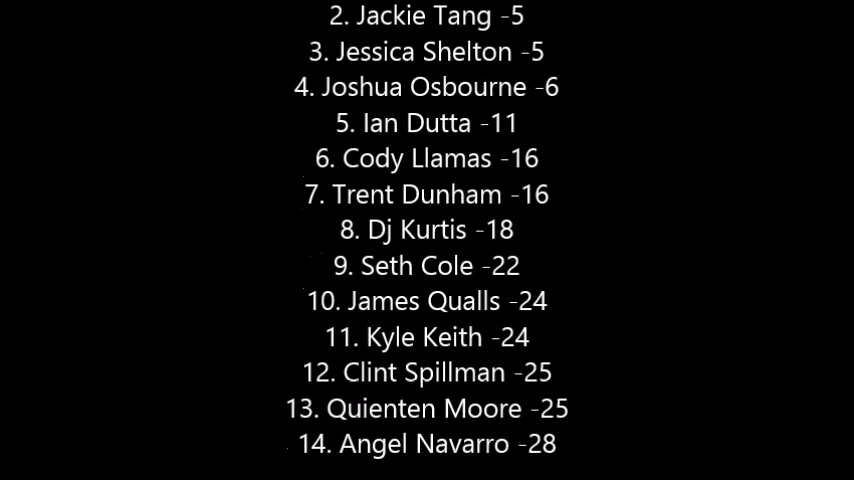 2. Jackie Tang -5
3. Jessica Shelton -5
4. Joshua Osbourne -6
5. Ian Dutta -11
6. Cody Llamas -16
7. Trent Dunham -16
8. Dj Kurtis -18
9. Seth Cole -22
10. James Qualls -24
11. Kyle Keith -24
12. Clint Spillman -25
13. Quienten Moore -25
14. Angel Navarro -28